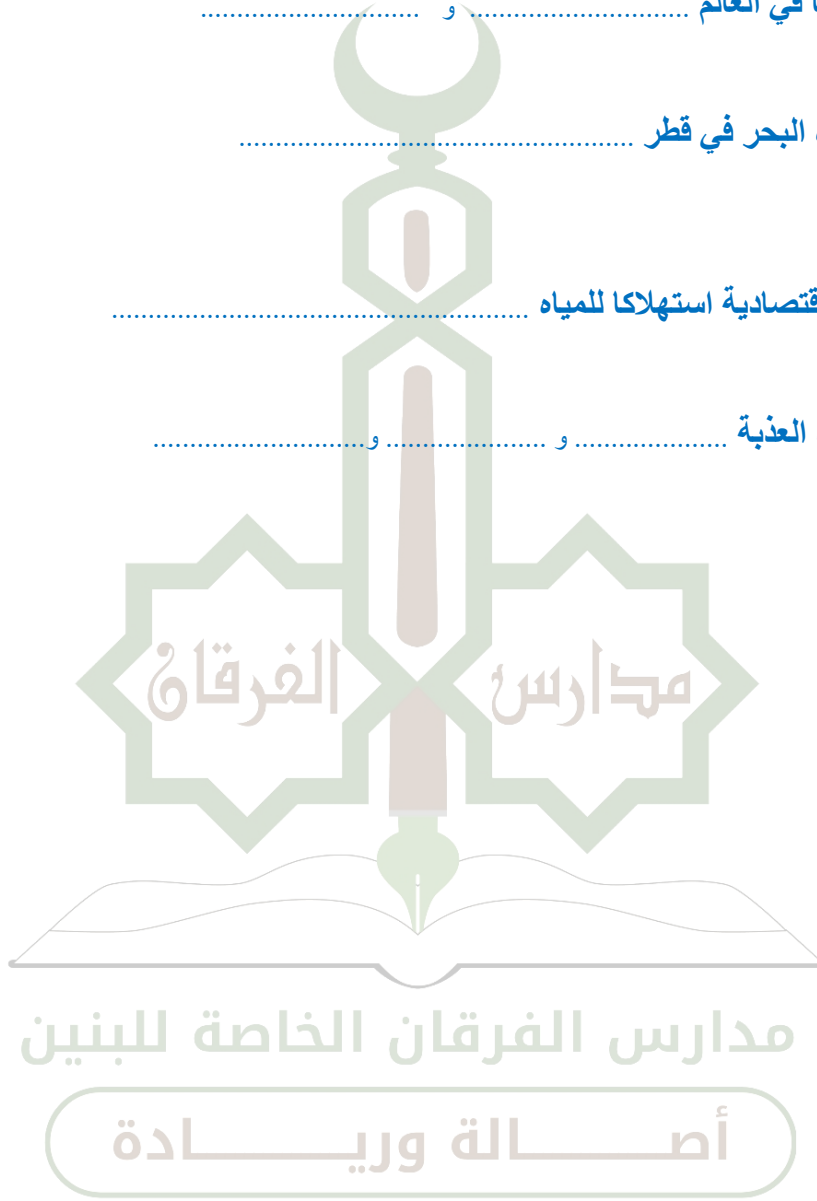 في العالم .............................. و ..............................
البحر في قطر ......................................................
قتصادية استهلاكا للمياه .........................................................
العذبة ..................... و ...................... و.............................
مدارس الفرقان
مدارس الفرقان الخاصة للبنين
أصـــــالة وريـــــادة